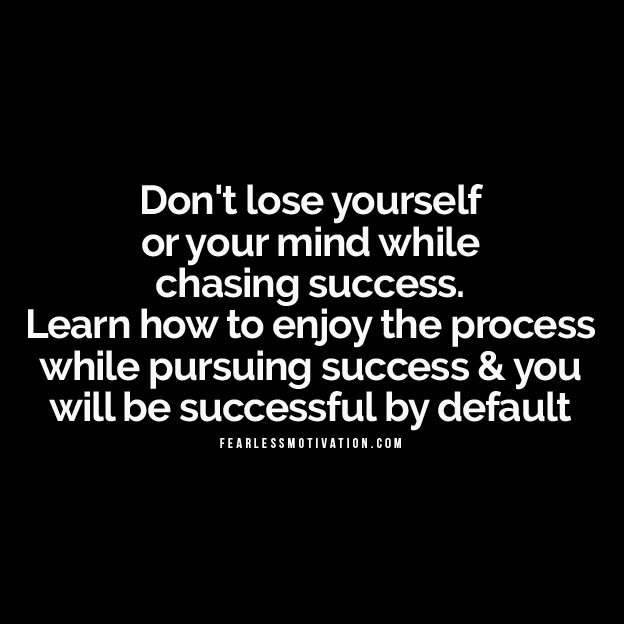 Don't lose yourself
or your mind while
chasing success.
Learn how to enjoy the process
while pursuing success & you
will be successful by default
FEARLESSMOTIVATION.COM